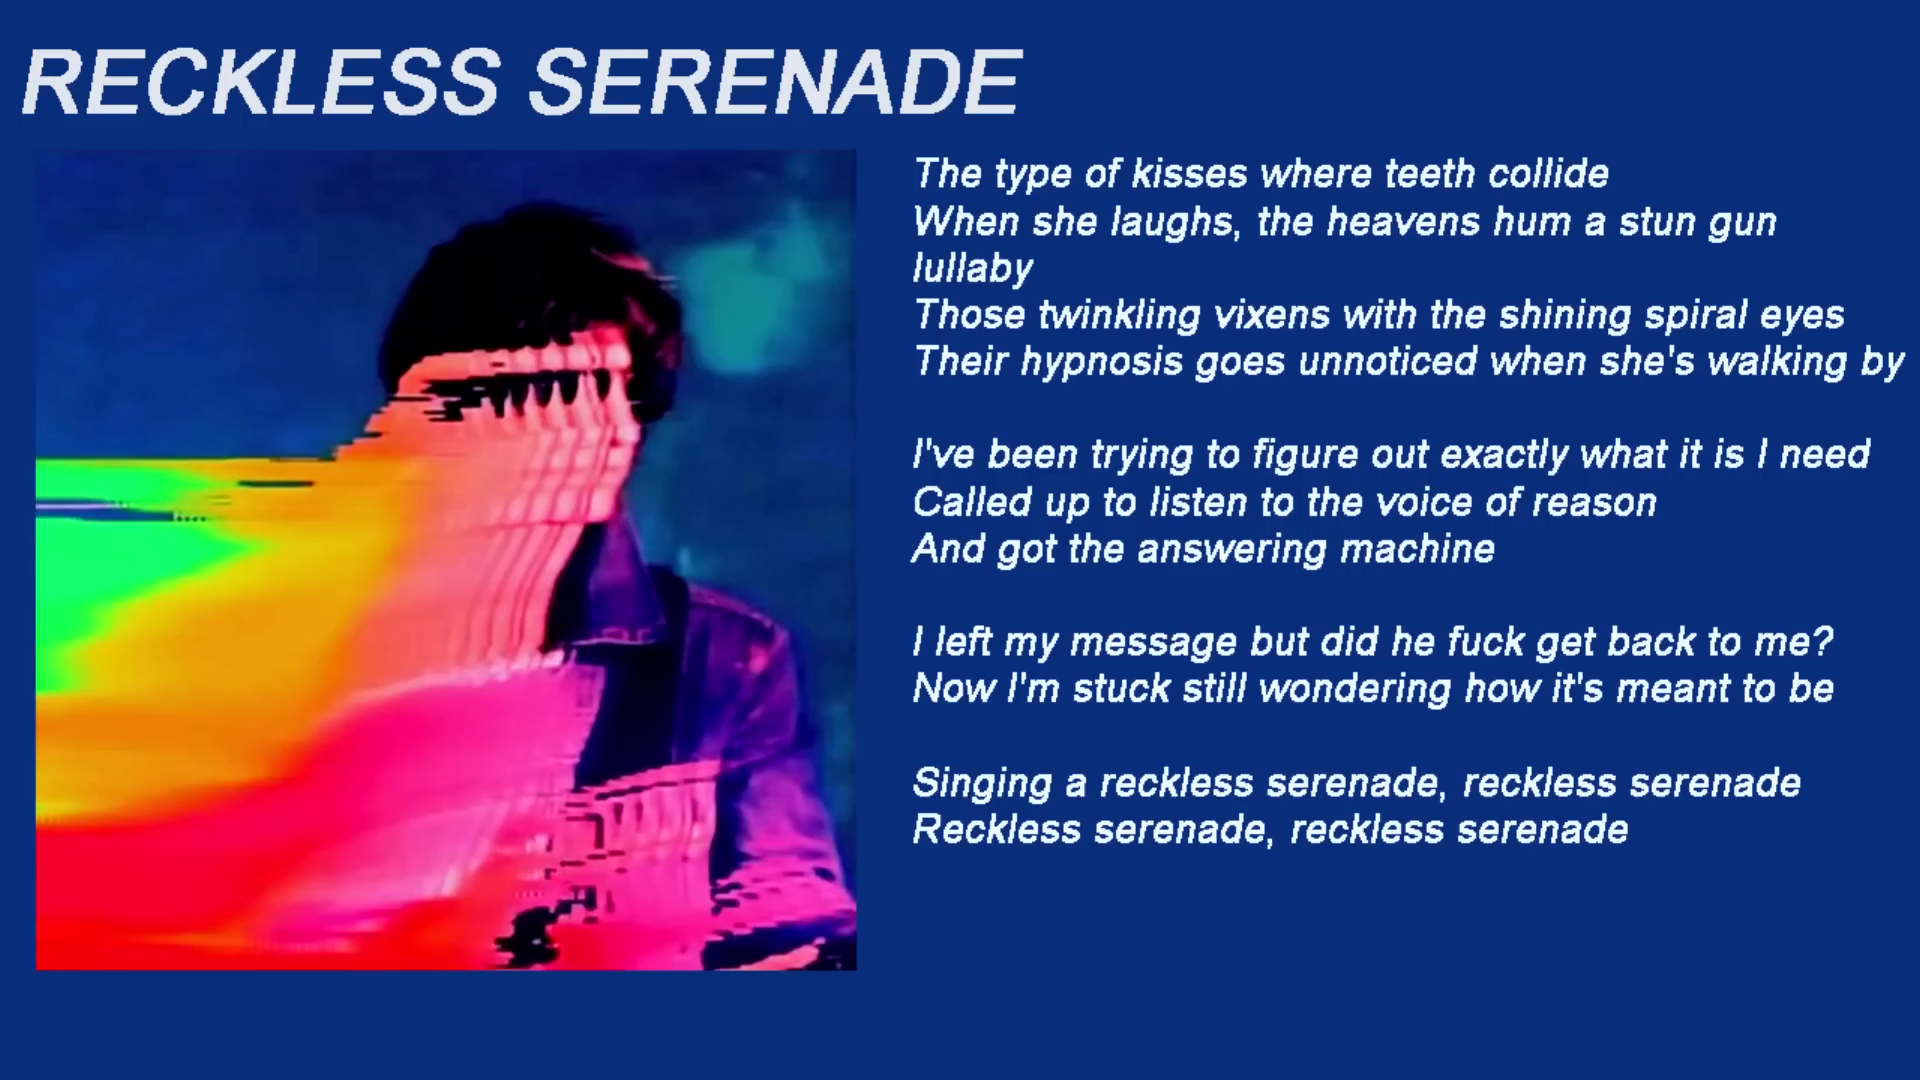 RECKLESS SERENADE
The type of kisses where teeth collide
When she laughs, the heavens hum a stun gun
lullaby
Those twinkling vixens with the shining spiral eyes
Their hypnosis goes unnoticed when she's walking by
I've been trying to figure out exactly what it is I need
Called up to listen to the voice of reason
And got the answering machine
I left my message but did he fuck get back to me?
Now I'm stuck still wondering how it's meant to be
Singing a reckless serenade, reckless serenade
Reckless serenade, reckless serenade